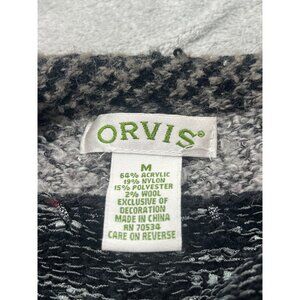 ORVIS®
M
64% ACRYLIC
19% NYLON
15% POLYESTER
2% WOOL
EXCLUSIVE OF
DECORATION
MADE IN CHINA
RN 70534
CARE ON REVERSE